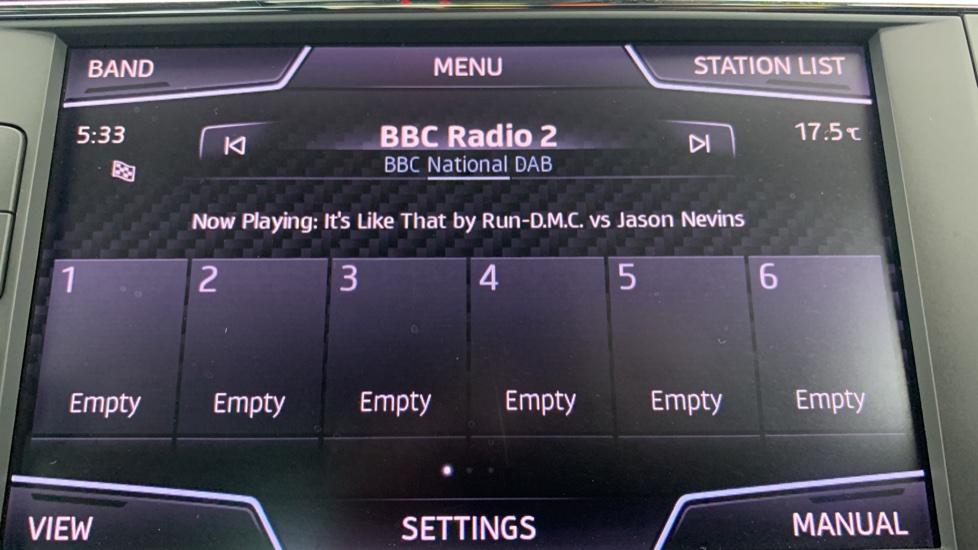 BAND MENU STATION LIST
5:33 BBC Radio 2 17.5°C
BBC National DAB
Now Playing: It's Like That by Run-D.M.C. vs Jason Nevins
1 2 3 4 5 6
Empty Empty Empty Empty Empty Empty
VIEW SETTINGS MANUAL